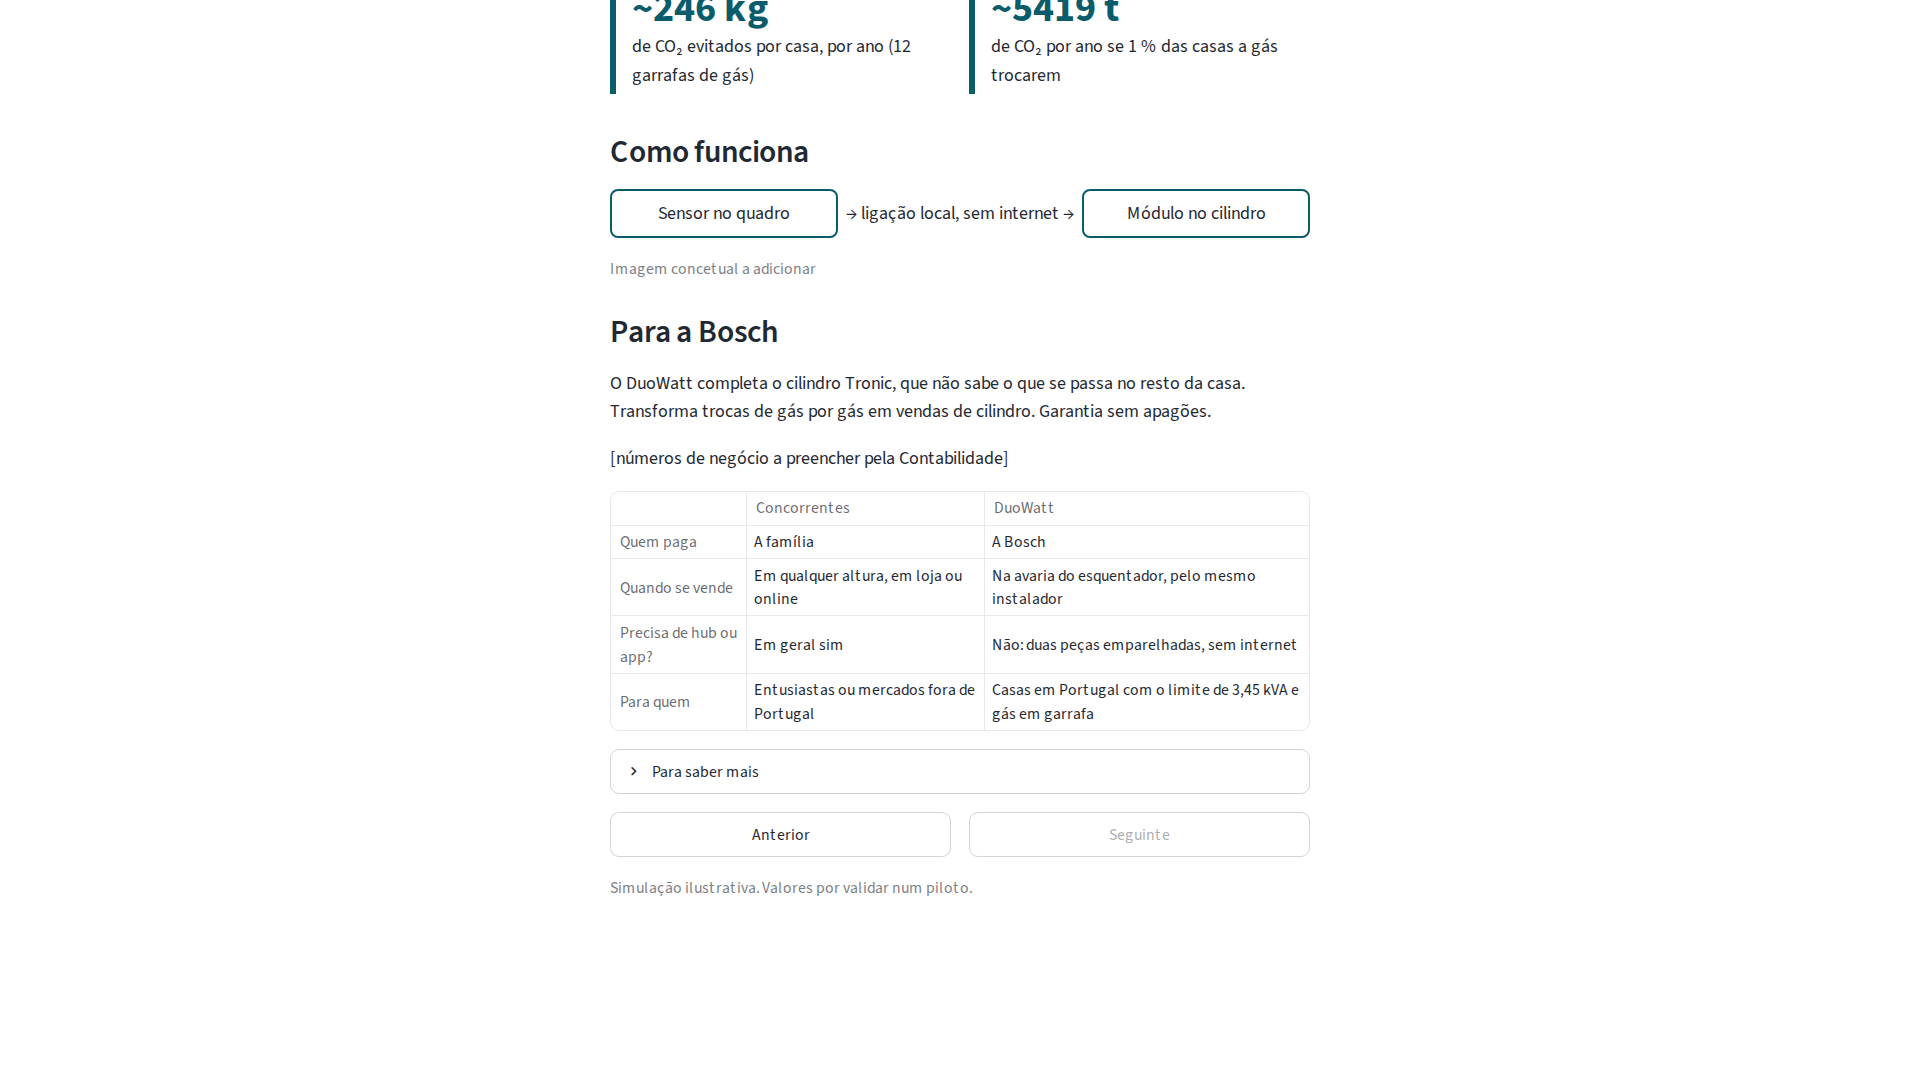 ~246 kg
de CO₂ evitados por casa, por ano (12
garrafas de gás)
~5419 t
de CO₂ por ano se 1 % das casas a gás
trocarem
Como funciona
Sensor no quadro
→ ligação local, sem internet →
Módulo no cilindro
Imagem concetual a adicionar
Para a Bosch
O DuoWatt completa o cilindro Tronic, que não sabe o que se passa no resto da casa.
Transforma trocas de gás por gás em vendas de cilindro. Garantia sem apagões.
[números de negócio a preencher pela Contabilidade]
Concorrentes
DuoWatt
Quem paga
A família
A Bosch
Quando se vende
Em qualquer altura, em loja ou
online
Na avaria do esquentador, pelo mesmo
instalador
Precisa de hub ou
app?
Em geral sim
Não: duas peças emparelhadas, sem internet
Para quem
Entusiastas ou mercados fora de
Portugal
Casas em Portugal com o limite de 3,45 kVA e
gás em garrafa
Para saber mais
Anterior
Seguinte
Simulação ilustrativa. Valores por validar num piloto.